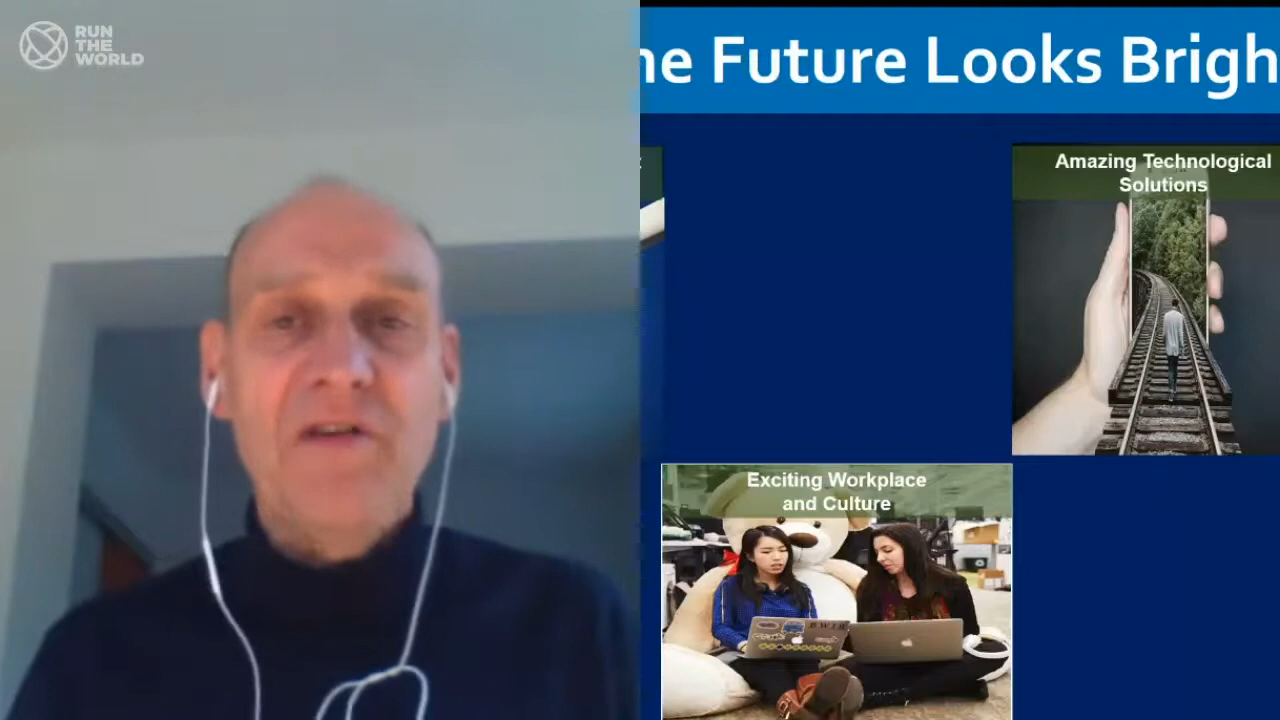 RUN
THE
WORLD
he Future Looks Brigh
Amazing Technological
Solutions
Exciting Workplace
and Culture